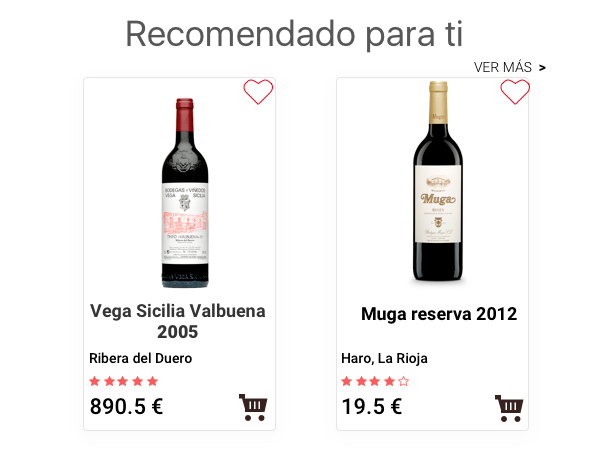 Recomendado para ti
VER MÁS >
BODEGAS VIÑEDOS
VEGA SICILIA
Muga
Muga
Vega Sicilia Valbuena
2005
Ribera del Duero
890.5 €
Muga reserva 2012
Haro, La Rioja
19.5 €